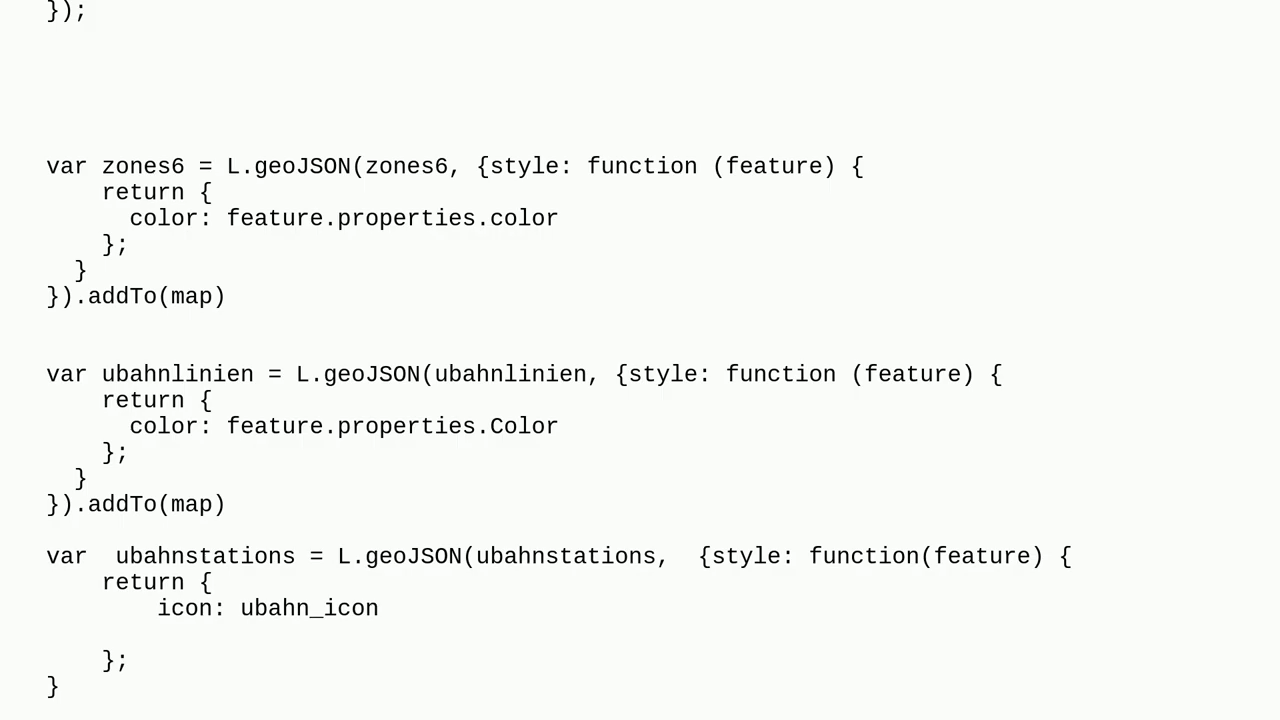 });
var zones6 = L.geoJSON(zones6, {style: function (feature) {
    return {
      color: feature.properties.color
    };
  }
}).addTo(map)
var ubahnlinien = L.geoJSON(ubahnlinien, {style: function (feature) {
    return {
      color: feature.properties.Color
    };
  }
}).addTo(map)
var  ubahnstations = L.geoJSON(ubahnstations,  {style: function(feature) {
    return {
        icon: ubahn_icon
    };
}